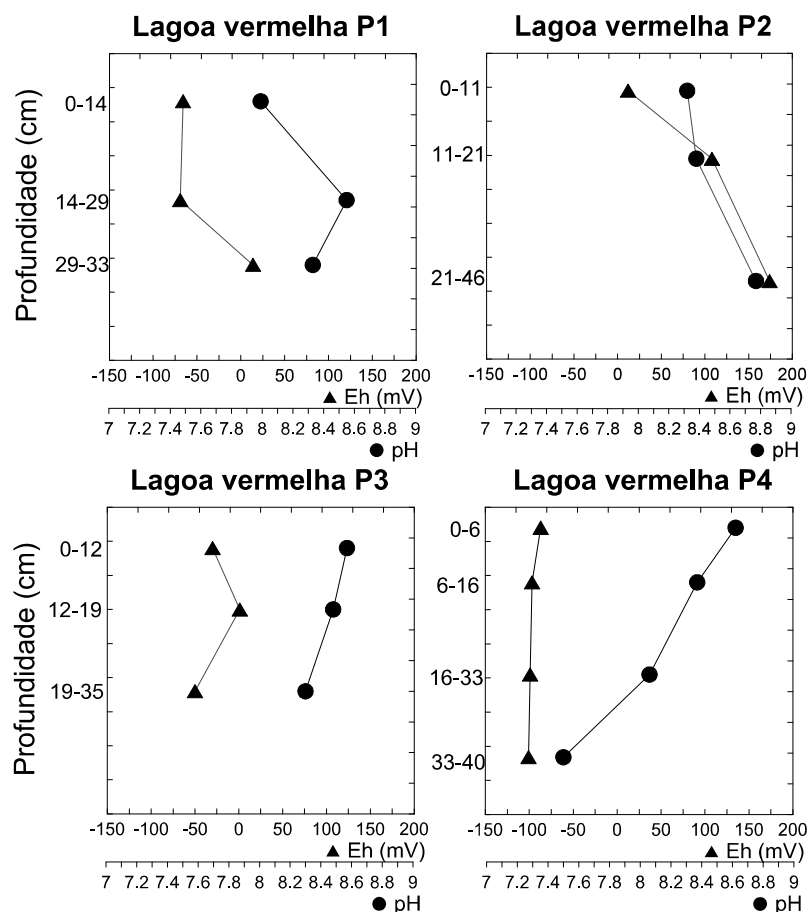 Lagoa vermelha P1
Profundidade (cm)
0-14
14-29
29-33
-150 -100 -50 0 50 100 150 200
▲ Eh (mV)
7 7.2 7.4 7.6 7.8 8 8.2 8.4 8.6 8.8 9
● pH
Lagoa vermelha P2
0-11
11-21
21-46
-150 -100 -50 0 50 100 150 200
▲ Eh (mV)
7 7.2 7.4 7.6 7.8 8 8.2 8.4 8.6 8.8 9
● pH
Lagoa vermelha P3
Profundidade (cm)
0-12
12-19
19-35
-150 -100 -50 0 50 100 150 200
▲ Eh (mV)
7 7.2 7.4 7.6 7.8 8 8.2 8.4 8.6 8.8 9
● pH
Lagoa vermelha P4
0-6
6-16
16-33
33-40
-150 -100 -50 0 50 100 150 200
▲ Eh (mV)
7 7.2 7.4 7.6 7.8 8 8.2 8.4 8.6 8.8 9
● pH